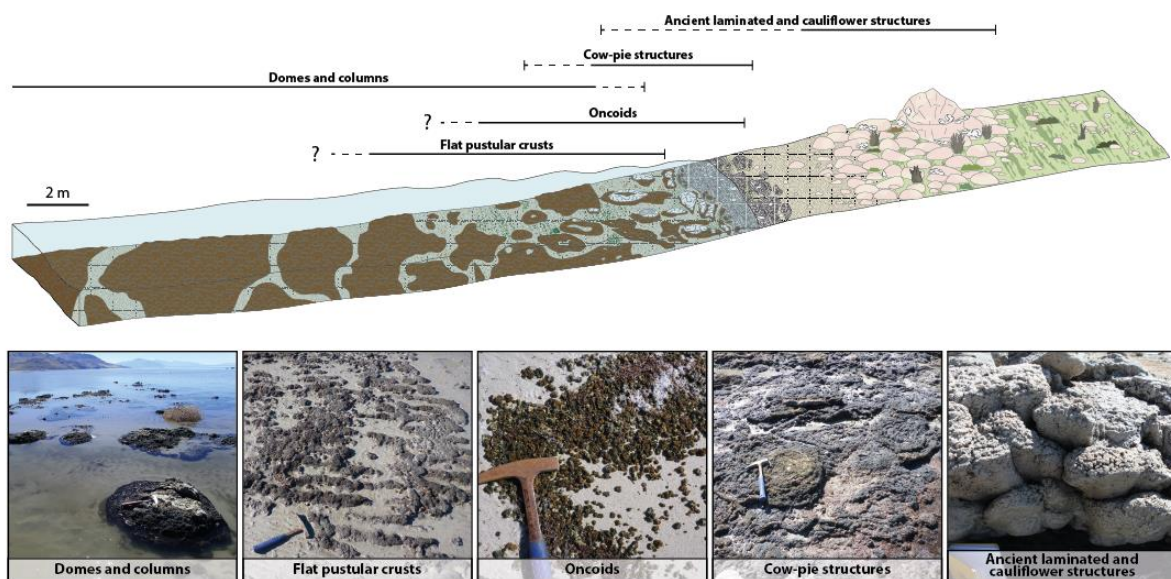 Ancient laminated and cauliflower structures
Cow-pie structures
Domes and columns
Oncoids
?
Flat pustular crusts
?
2 m
Domes and columns
Flat pustular crusts
Oncoids
Cow-pie structures
Ancient laminated and
cauliflower structures